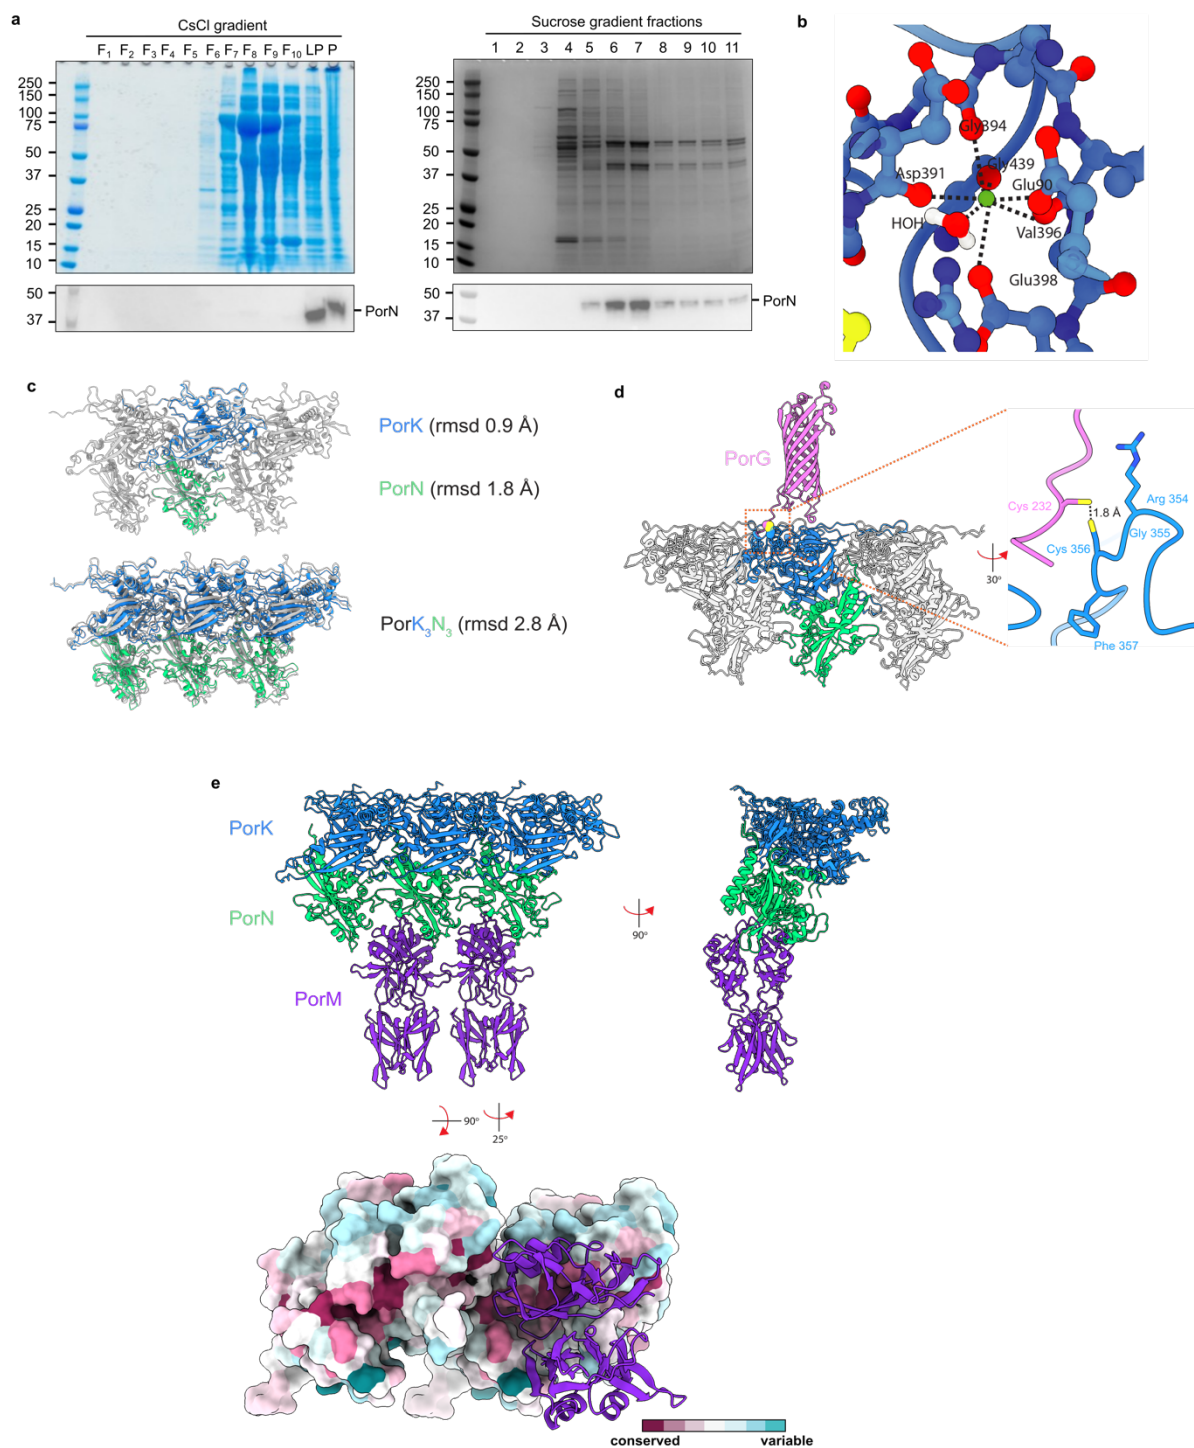 a
CsCl gradient
F1 F2 F3 F4 F5 F6 F7 F8 F9 F10 LP P
250
150
100
75
50
37
25
20
15
10
50
37
PorN
Sucrose gradient fractions
1 2 3 4 5 6 7 8 9 10 11
250
150
100
75
50
37
25
20
15
10
50
37
PorN
b
Gly394
Gly439
Asp391
Glu90
HOH
Val396
Glu398
c
PorK (rmsd 0.9 Å)
PorN (rmsd 1.8 Å)
PorK3N3 (rmsd 2.8 Å)
d
PorG
30°
Cys 232
Arg 354
1.8 Å
Gly 355
Cys 356
Phe 357
e
PorK
PorN
PorM
90°
90°
25°
conserved variable